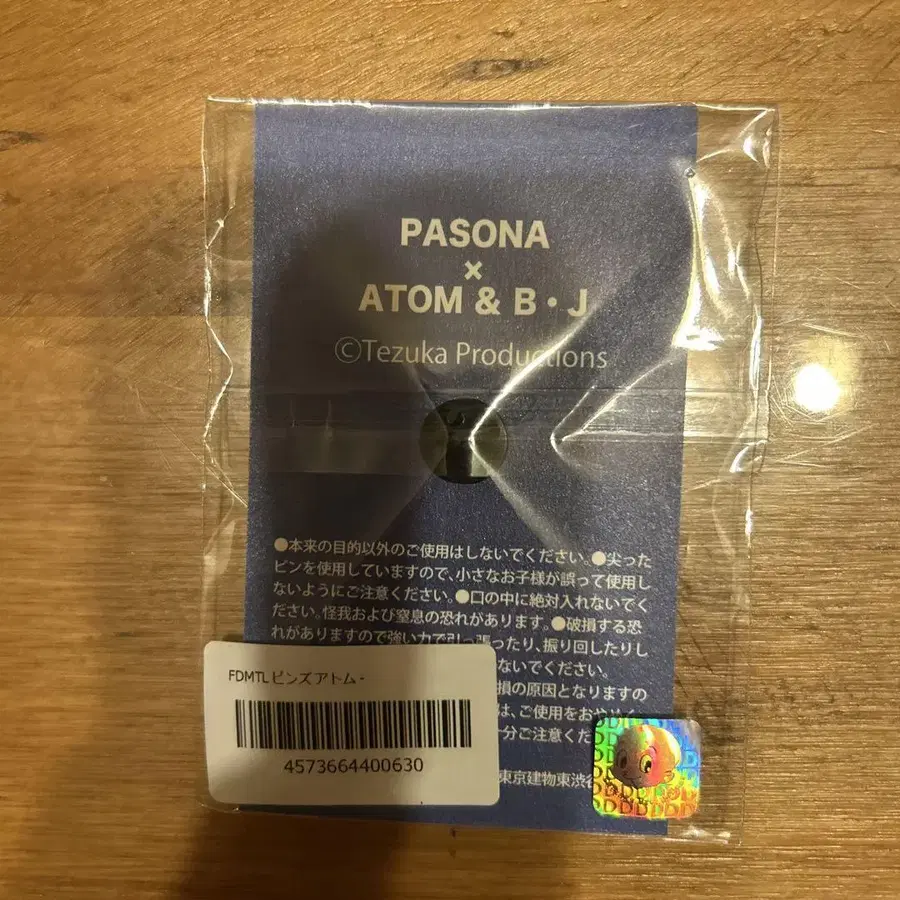 PASONA
×
ATOM & B・J
©Tezuka Productions
●本来の目的以外のご使用はしないでください。●尖った
ピンを使用していますので、小さなお子様が誤って使用し
ないようにご注意ください。●口の中に絶対入れないでく
ださい。怪我および窒息の恐れがあります。●破損する恐
れがありますので強い力で引っ張ったり、振り回したりし
ないでください。
損の原因となりますの
は、ご使用をおやめ
分ご注意くだ
東京建物東渋谷
FDMTL ピンズ アトム・
4573664400630